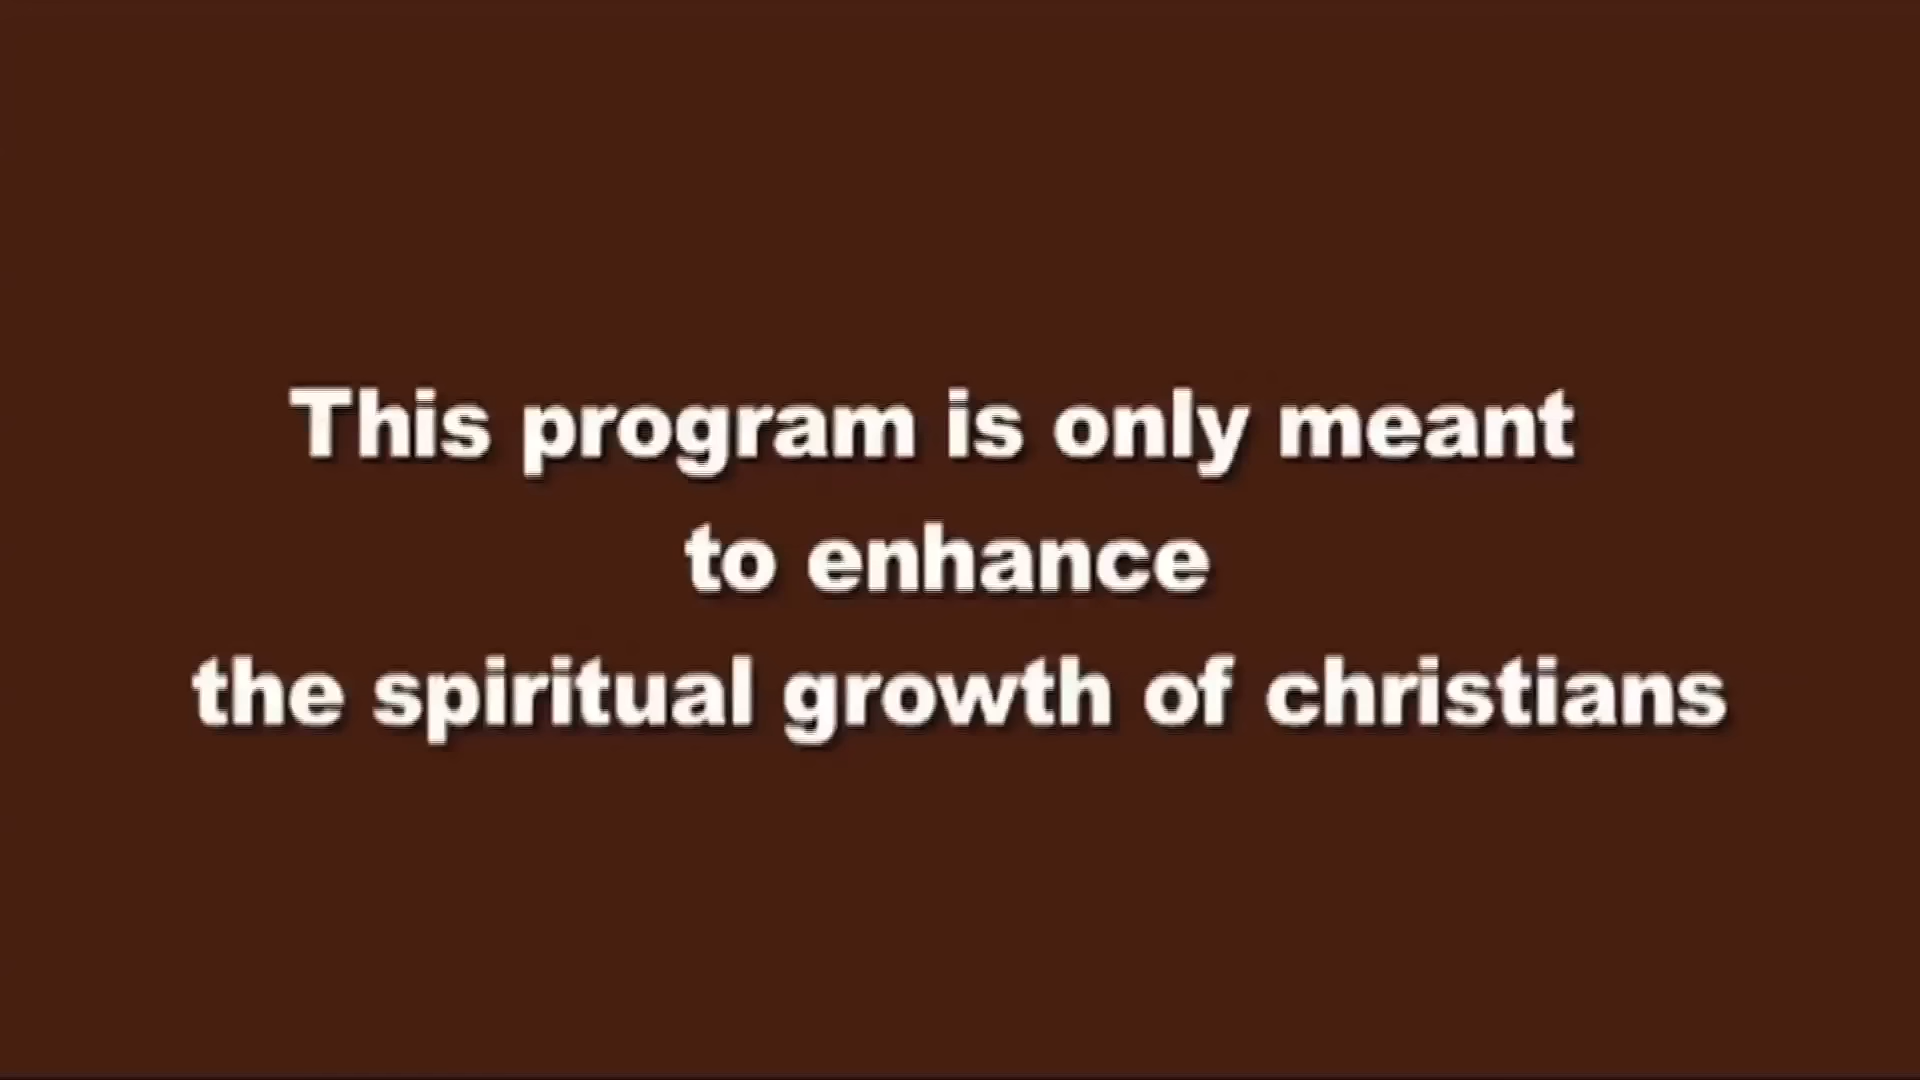 This program is only meant
to enhance
the spiritual growth of christians